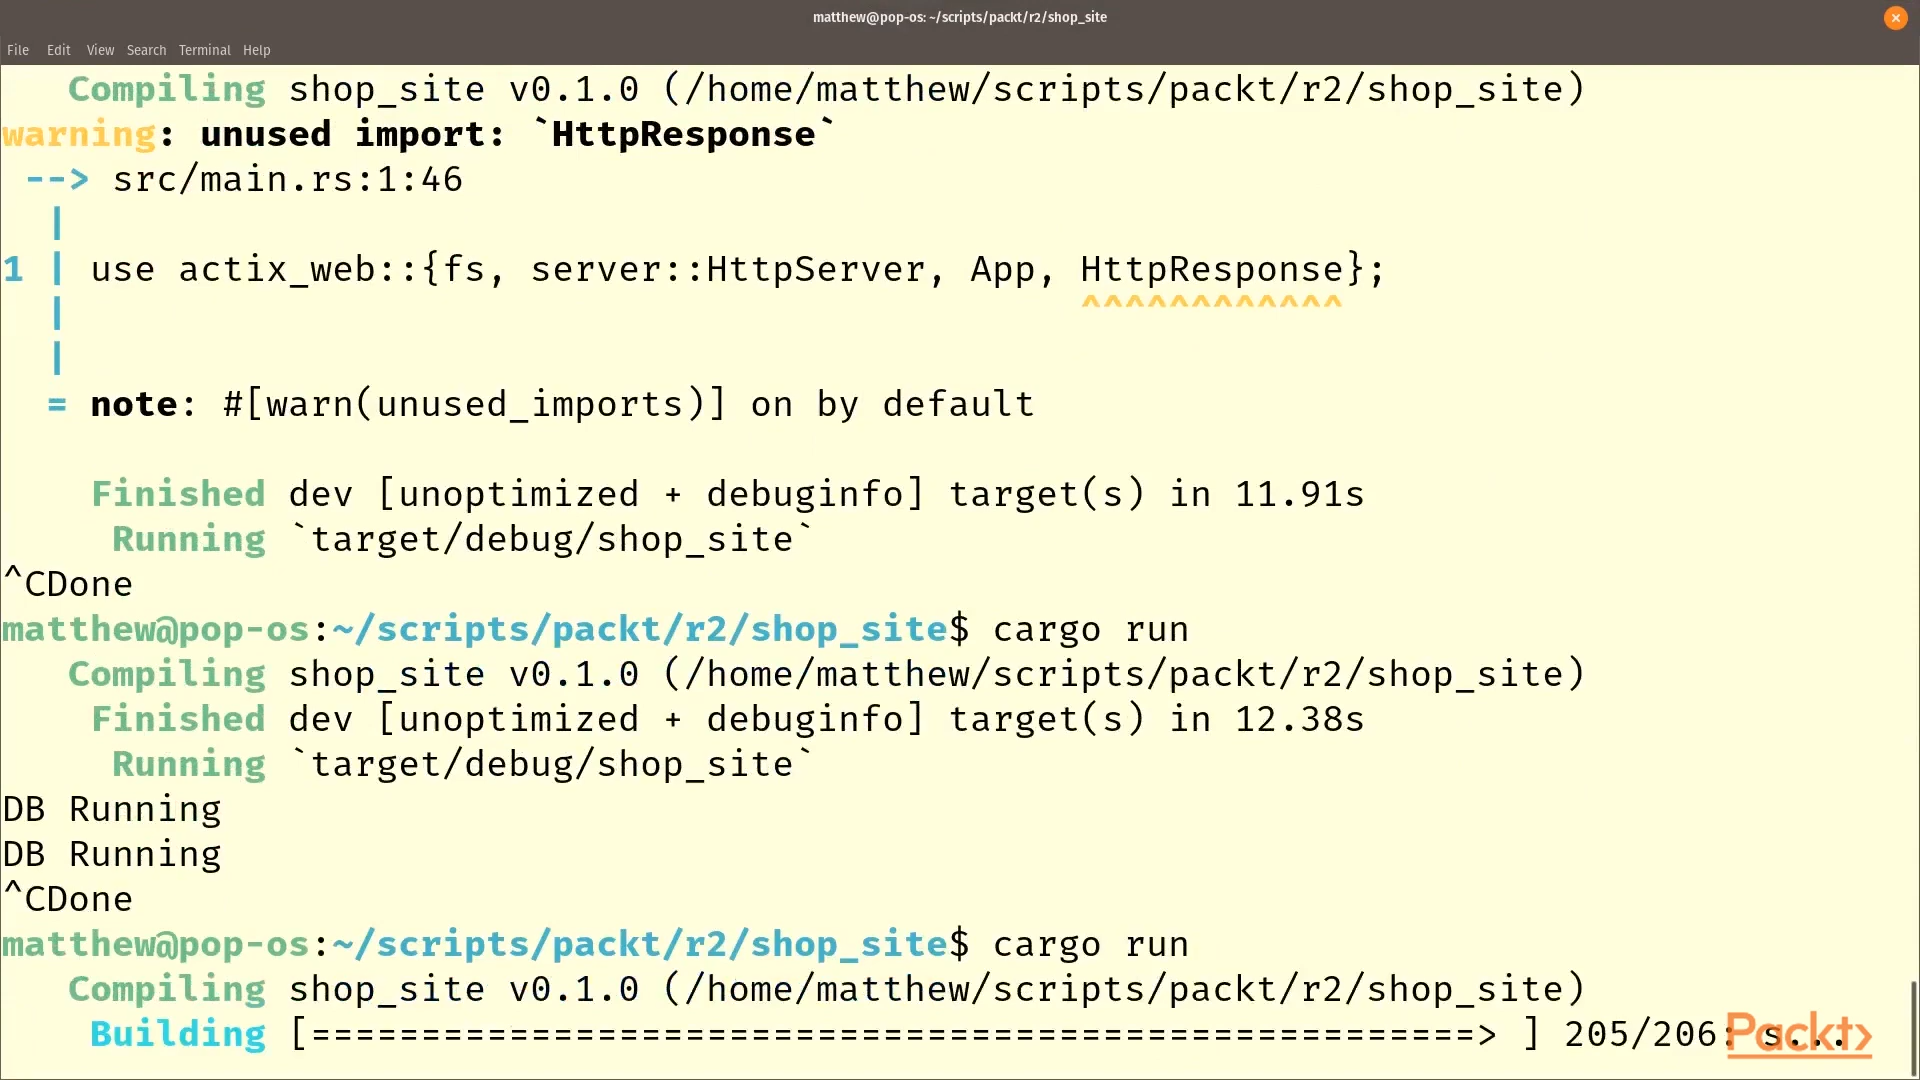 matthew@pop-os: ~/scripts/packt/r2/shop_site
File Edit View Search Terminal Help
Compiling shop_site v0.1.0 (/home/matthew/scripts/packt/r2/shop_site)
warning: unused import: `HttpResponse`
--> src/main.rs:1:46
|
1 | use actix_web::{fs, server::HttpServer, App, HttpResponse};
| ^^^^^^^^^^^^
|
= note: #[warn(unused_imports)] on by default
Finished dev [unoptimized + debuginfo] target(s) in 11.91s
Running `target/debug/shop_site`
^CDone
matthew@pop-os:~/scripts/packt/r2/shop_site$ cargo run
Compiling shop_site v0.1.0 (/home/matthew/scripts/packt/r2/shop_site)
Finished dev [unoptimized + debuginfo] target(s) in 12.38s
Running `target/debug/shop_site`
DB Running
DB Running
^CDone
matthew@pop-os:~/scripts/packt/r2/shop_site$ cargo run
Compiling shop_site v0.1.0 (/home/matthew/scripts/packt/r2/shop_site)
Building [=====================================================> ] 205/206: s...
Packt>